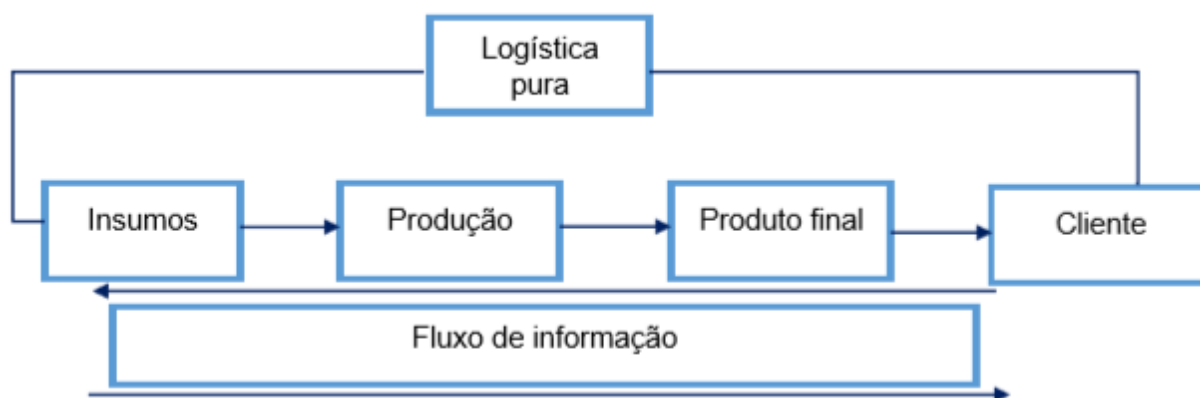 Logística
pura
Insumos
Produção
Produto final
Cliente
Fluxo de informação